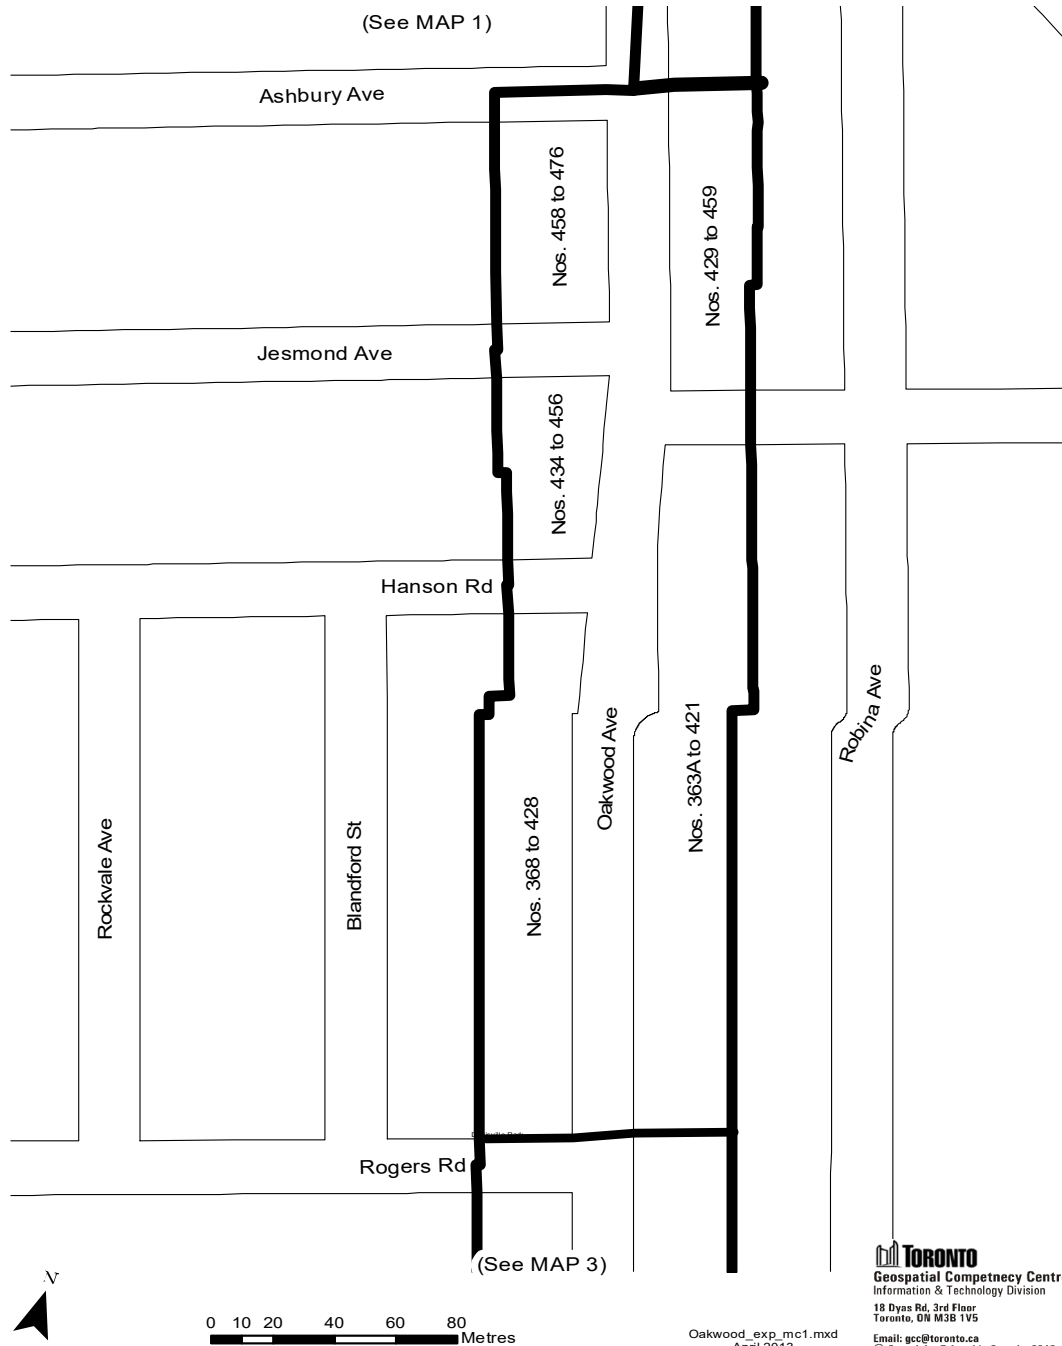 (See MAP 1)
Ashbury Ave
Nos. 458 to 476
Nos. 429 to 459
Jesmond Ave
Nos. 434 to 456
Hanson Rd
Oakwood Ave
Nos. 363A to 421
Robina Ave
Rockvale Ave
Blandford St
Nos. 368 to 428
Rogers Rd
(See MAP 3)
N
0 10 20 40 60 80
Metres
Oakwood_exp_mc1.mxd
April 2013
TORONTO
Geospatial Competnecy Centr
Information & Technology Division
18 Dyas Rd, 3rd Floor
Toronto, ON M3B 1V5
Email: gcc@toronto.ca